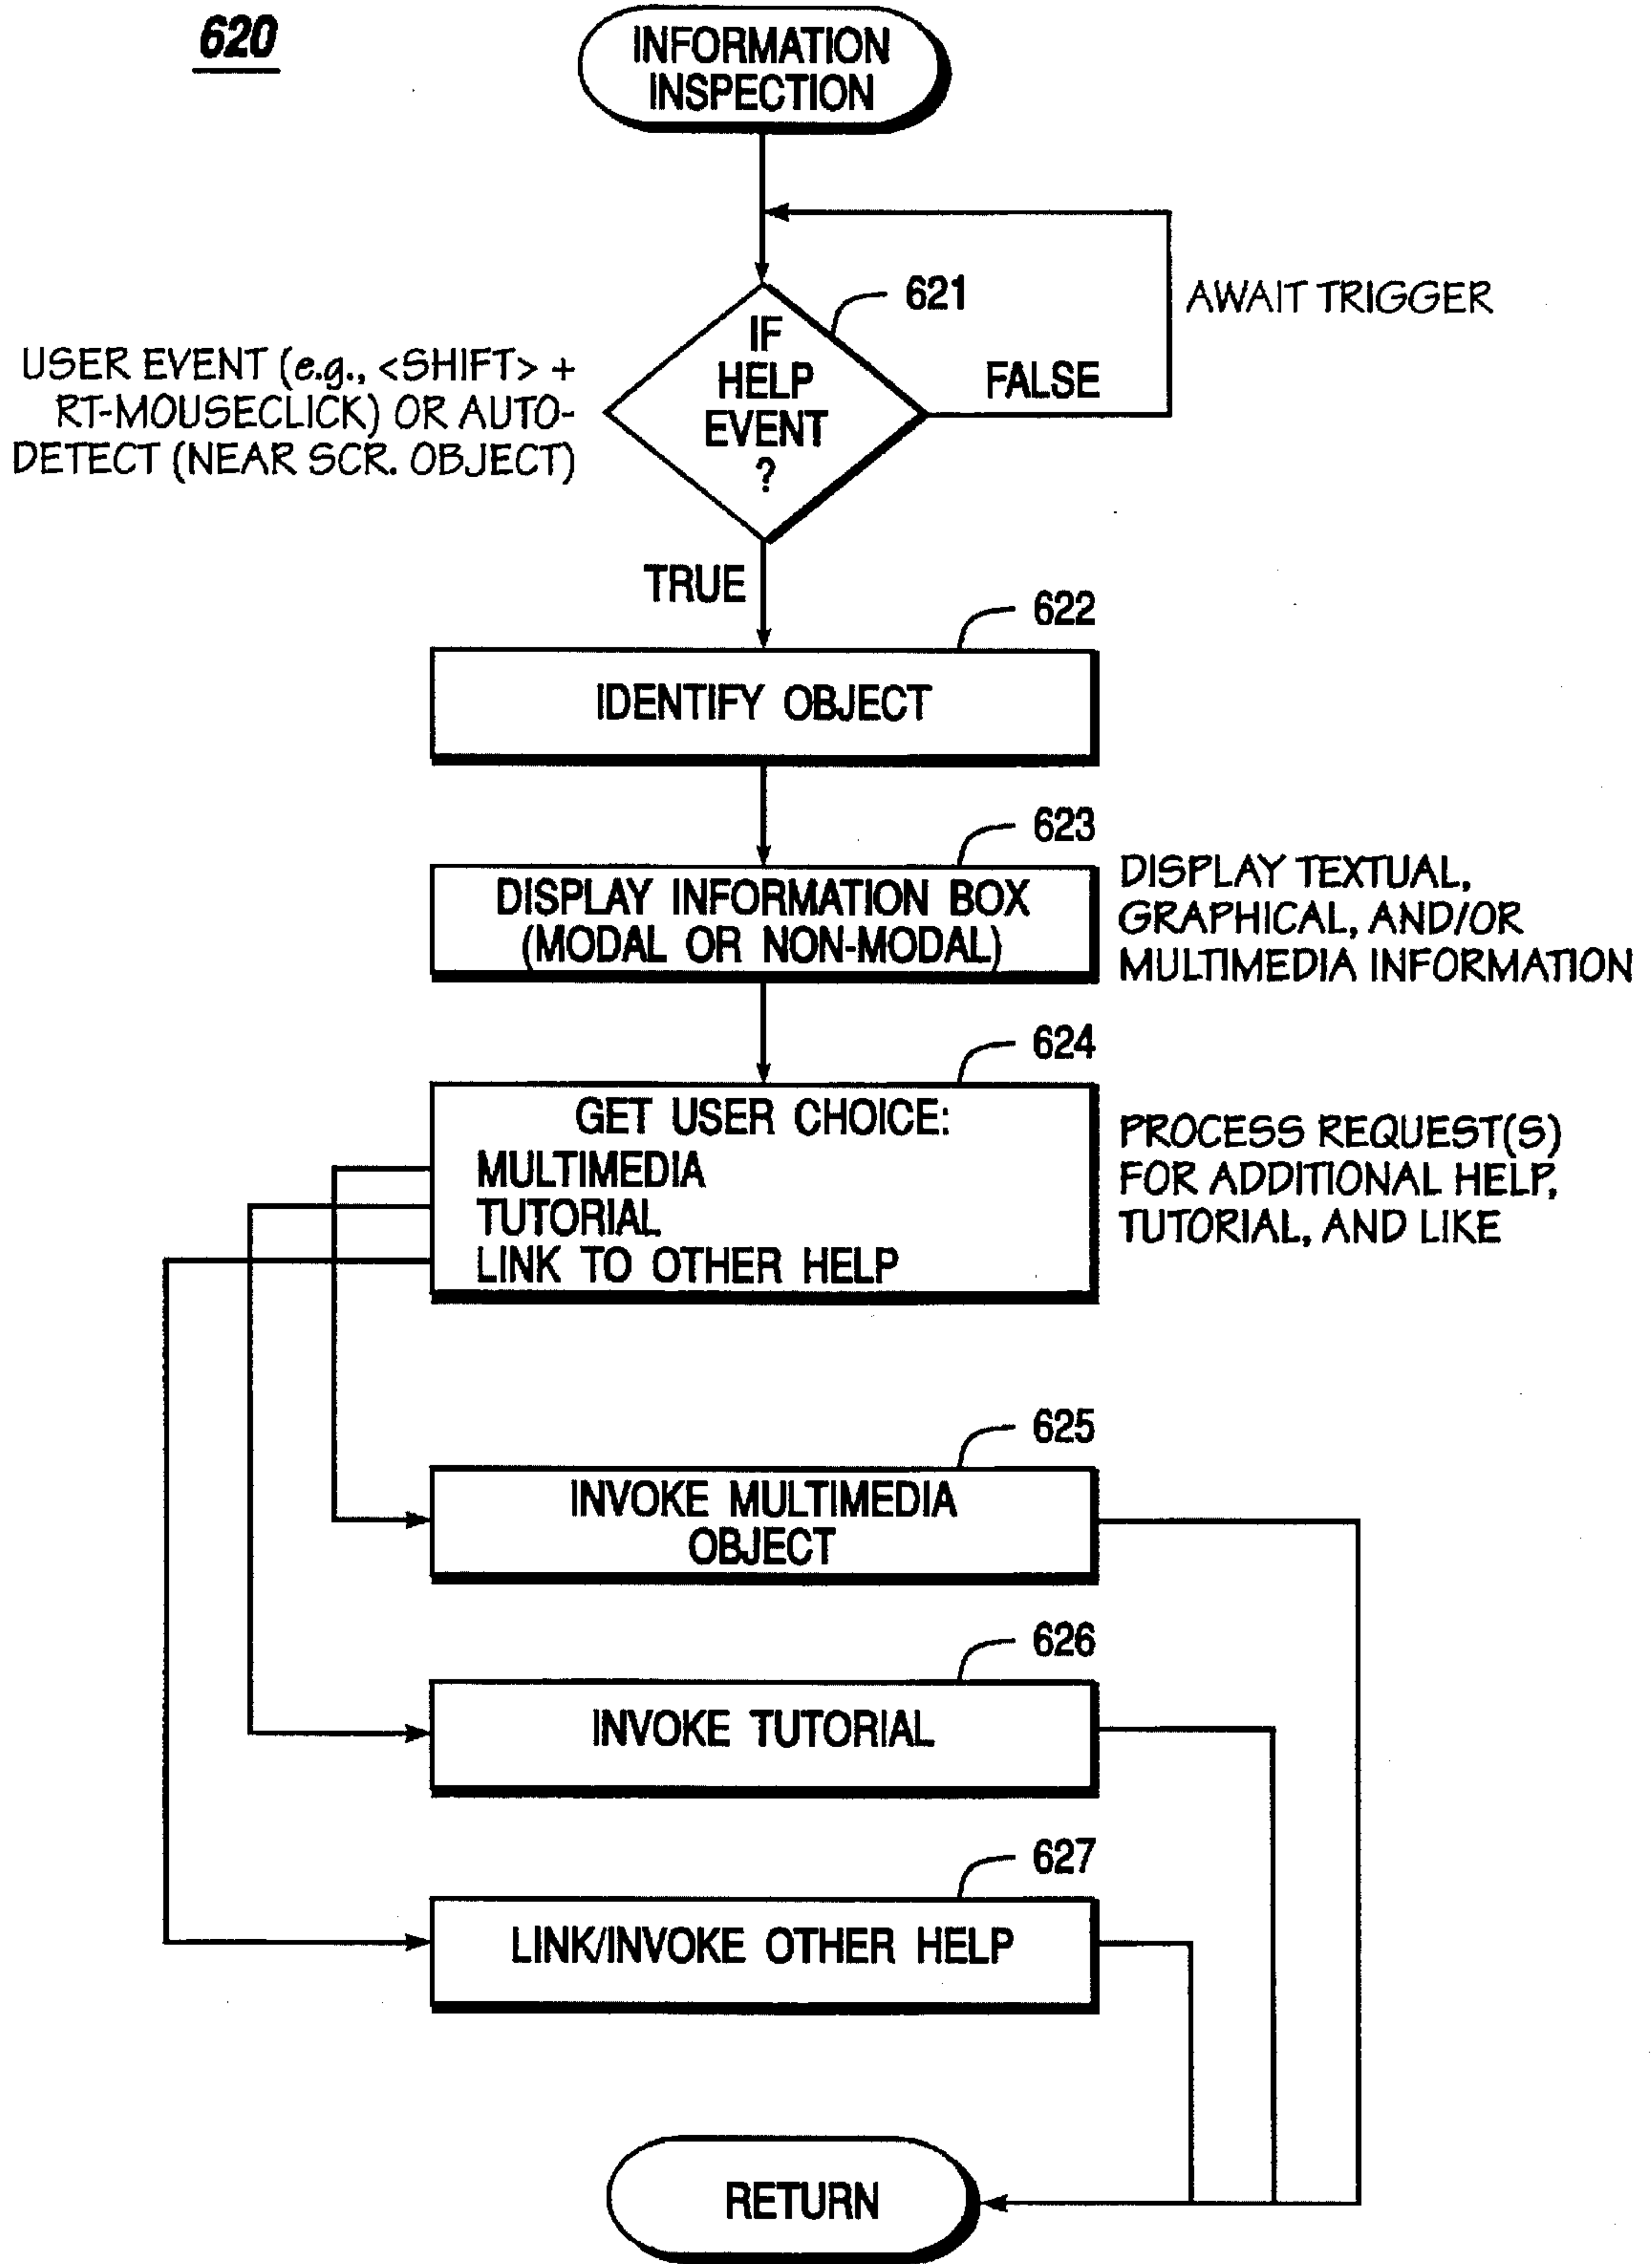 620
INFORMATION
INSPECTION
621
AWAIT TRIGGER
IF
HELP
EVENT
?
FALSE
USER EVENT (e.g., <SHIFT> +
RT-MOUSECLICK) OR AUTO-
DETECT (NEAR SCR. OBJECT)
TRUE
622
IDENTIFY OBJECT
623
DISPLAY INFORMATION BOX
(MODAL OR NON-MODAL)
DISPLAY TEXTUAL,
GRAPHICAL, AND/OR
MULTIMEDIA INFORMATION
624
GET USER CHOICE:
MULTIMEDIA
TUTORIAL
LINK TO OTHER HELP
PROCESS REQUEST(S)
FOR ADDITIONAL HELP,
TUTORIAL, AND LIKE
625
INVOKE MULTIMEDIA
OBJECT
626
INVOKE TUTORIAL
627
LINK/INVOKE OTHER HELP
RETURN